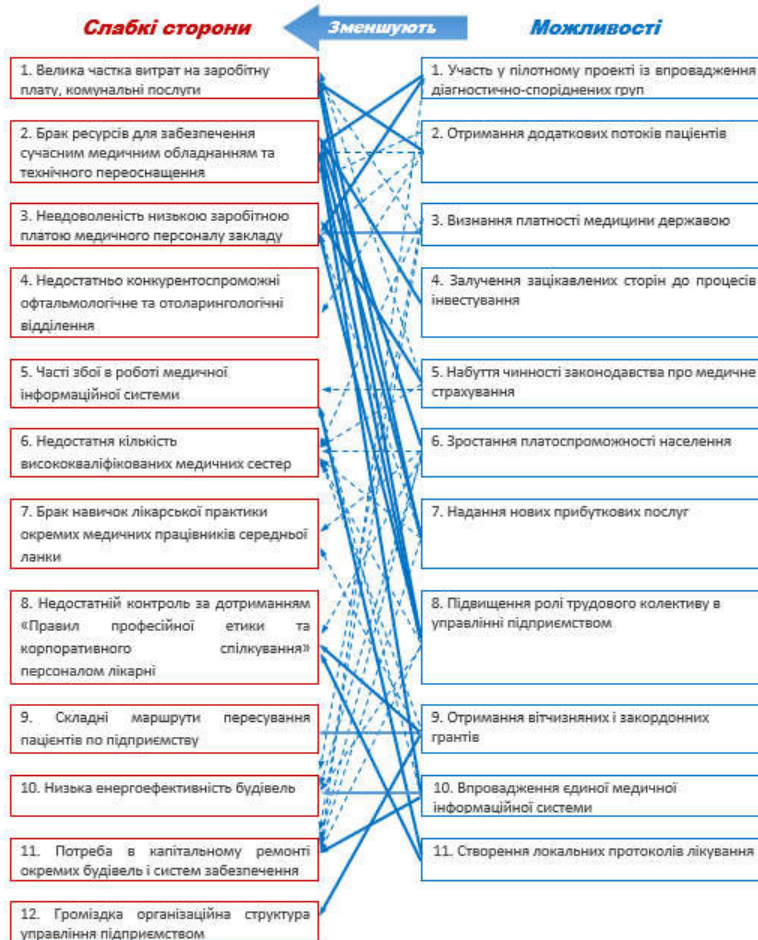 Слабкі сторони
Зменшують
Можливості
1. Велика частка витрат на заробітну
плату, комунальні послуги
2. Брак ресурсів для забезпечення
сучасним медичним обладнанням та
технічного переоснащення
3. Невдоволеність низькою заробітною
платою медичного персоналу закладу
4. Недостатньо конкурентоспроможні
офтальмологічне та отоларингологічні
відділення
5. Часті збої в роботі медичної
інформаційної системи
6. Недостатня кількість
висококваліфікованих медичних сестер
7. Брак навичок лікарської практики
окремих медичних працівників середньої
ланки
8. Недостатній контроль за дотриманням
«Правил професійної етики та
корпоративного спілкування»
персоналом лікарні
9. Складні маршрути пересування
пацієнтів по підприємству
10. Низька енергоефективність будівель
11. Потреба в капітальному ремонті
окремих будівель і систем забезпечення
12. Громіздка організаційна структура
управління підприємством
1. Участь у пілотному проекті із впровадження
діагностично-споріднених груп
2. Отримання додаткових потоків пацієнтів
3. Визнання платності медицини державою
4. Залучення зацікавлених сторін до процесів
інвестування
5. Набуття чинності законодавства про медичне
страхування
6. Зростання платоспроможності населення
7. Надання нових прибуткових послуг
8. Підвищення ролі трудового колективу в
управлінні підприємством
9. Отримання вітчизняних і закордонних
грантів
10. Впровадження єдиної медичної
інформаційної системи
11. Створення локальних протоколів лікування